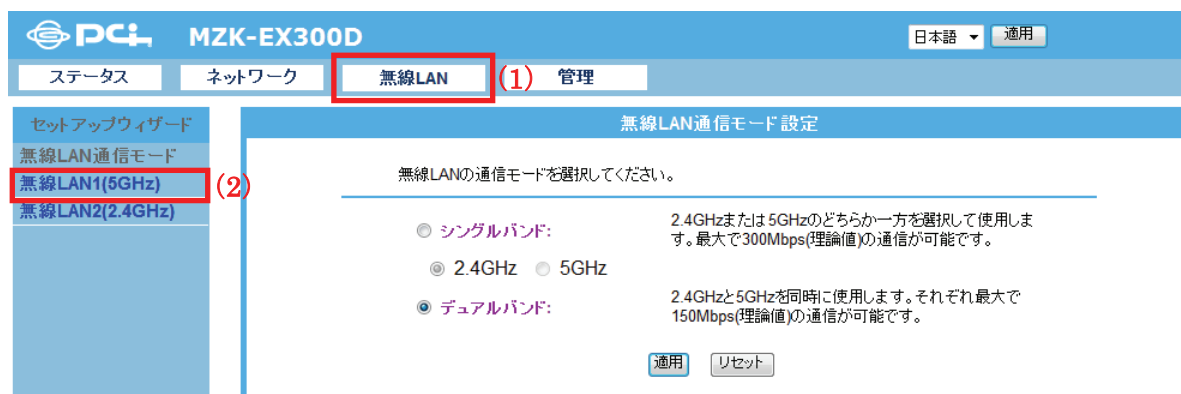 PCi MZK-EX300D 日本語 適用
ステータス ネットワーク 無線LAN (1) 管理
セットアップウィザード
無線LAN通信モード
無線LAN1(5GHz) (2)
無線LAN2(2.4GHz)
無線LAN通信モード設定
無線LANの通信モードを選択してください。
シングルバンド: 2.4GHzまたは5GHzのどちらか一方を選択して使用しま
す。最大で300Mbps(理論値)の通信が可能です。
2.4GHz 5GHz
デュアルバンド: 2.4GHzと5GHzを同時に使用します。それぞれ最大で
150Mbps(理論値)の通信が可能です。
適用 リセット